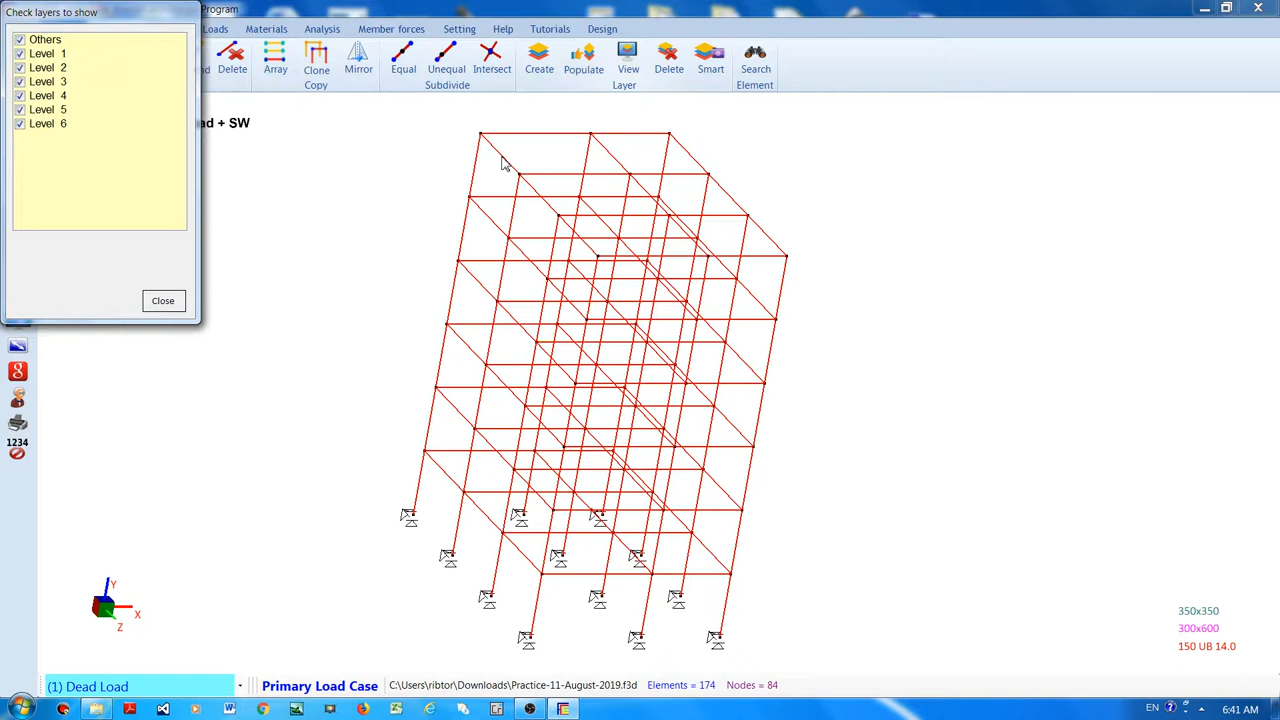 Check layers to show
Program
Others
Level 1
Level 2
Level 3
Level 4
Level 5
Level 6
Close
Loads
Materials
Analysis
Member forces
Setting
Help
Tutorials
Design
Delete
Array
Clone
Mirror
Copy
Equal
Unequal
Intersect
Subdivide
Create
Populate
View
Delete
Smart
Layer
Search
Element
ad + SW
1234
Y
X
Z
350x350
300x600
150 UB 14.0
(1) Dead Load
Primary Load Case
C:\Users\ribtor\Downloads\Practice-11-August-2019.f3d
Elements = 174
Nodes = 84
EN
6:41 AM